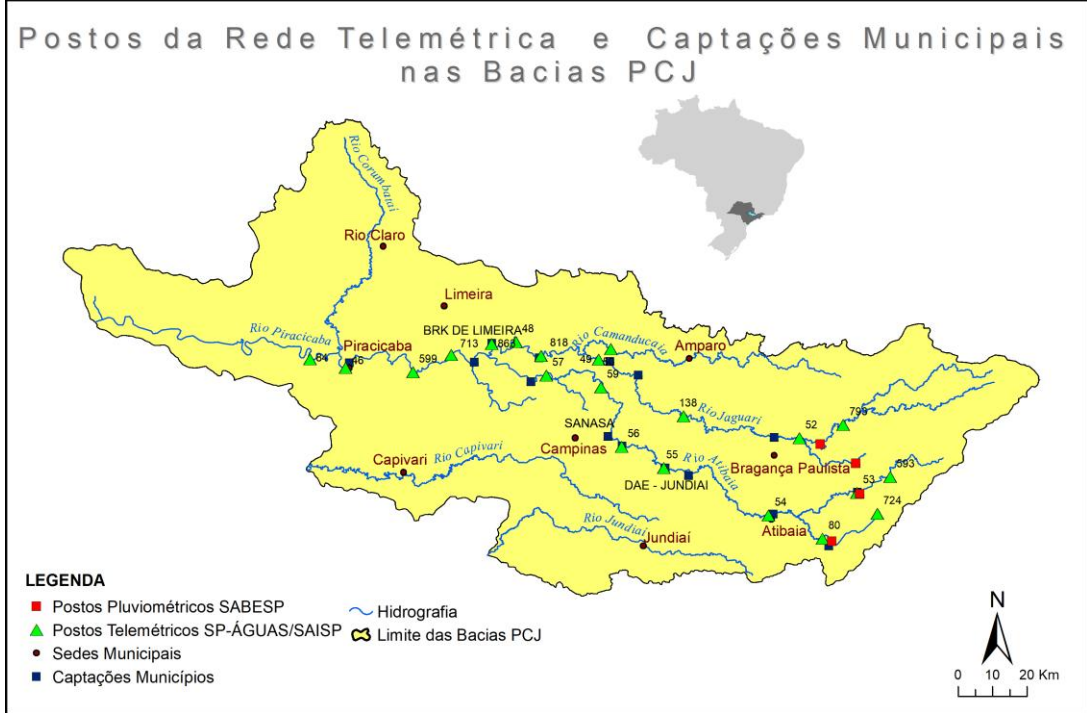 Postos da Rede Telemétrica e Captações Municipais
nas Bacias PCJ
Rio Corumbataí
Rio Claro
Limeira
BRK DE LIMEIRA
48
Rio Camanducaia
Rio Piracicaba
Piracicaba
713
868
818
Amparo
64
46
599
57
49
59
138
Rio Jaguari
52
799
SANASA
56
Campinas
Rio Capivari
Capivari
55
Rio Atibaia
Bragança Paulista
593
DAE - JUNDIAI
53
54
724
Rio Jundiaí
Atibaia
80
Jundiaí
LEGENDA
Postos Pluviométricos SABESP
Postos Telemétricos SP-ÁGUAS/SAISP
Sedes Municipais
Captações Municípios
Hidrografia
Limite das Bacias PCJ
N
0 10 20 Km